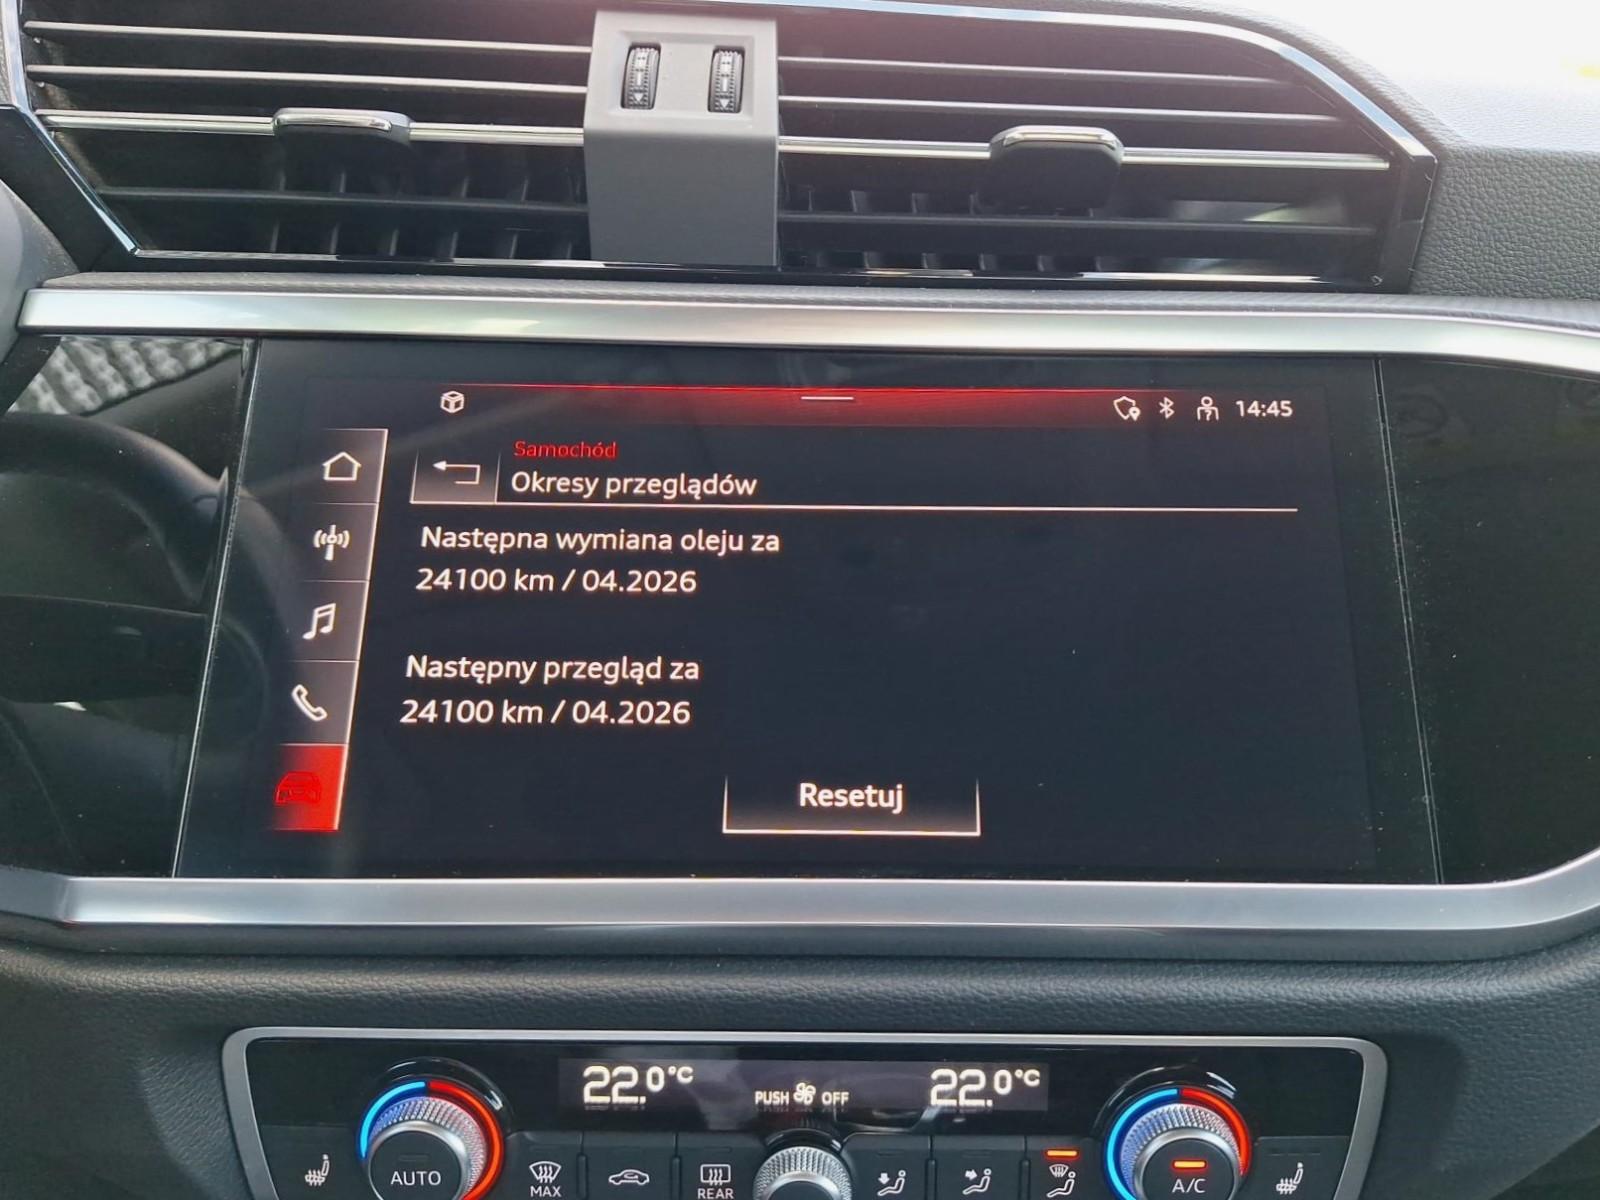 14:45
Samochód
Okresy przeglądów
Następna wymiana oleju za
24100 km / 04.2026
Następny przegląd za
24100 km / 04.2026
Resetuj
22.0°C
PUSH OFF
22.0°C
AUTO
MAX
REAR
A/C